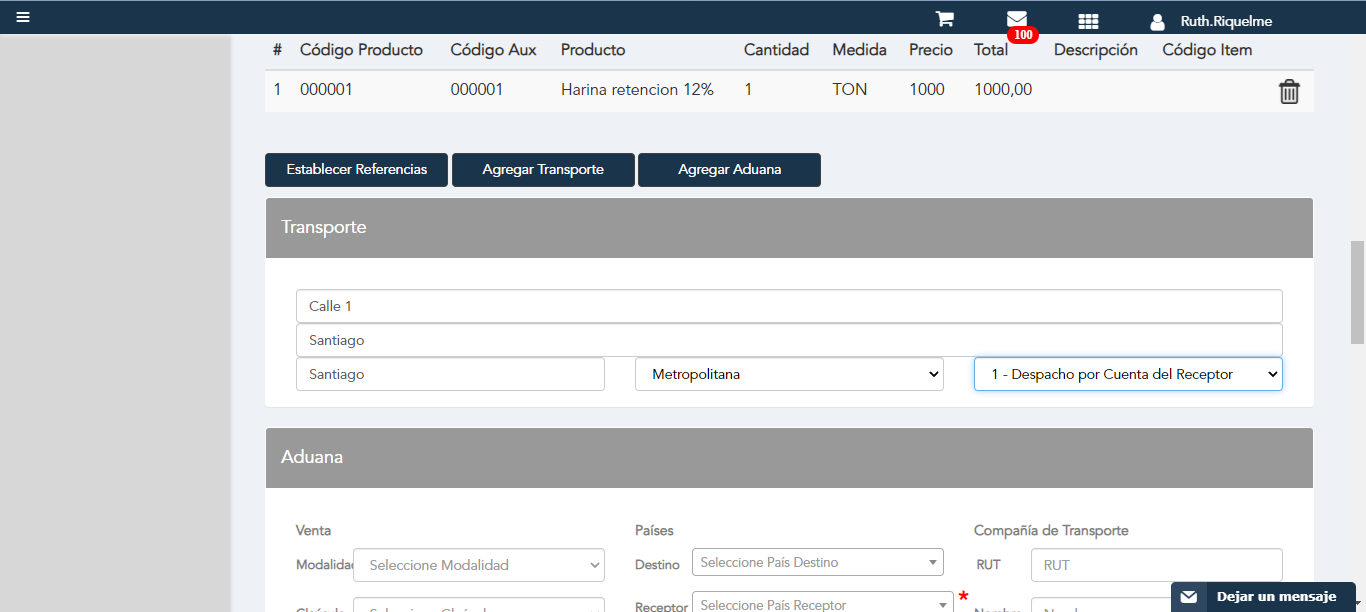 Ruth.Riquelme
100
# Código Producto Código Aux Producto Cantidad Medida Precio Total Descripción Código Item
1 000001 000001 Harina retencion 12% 1 TON 1000 1000,00
Establecer Referencias Agregar Transporte Agregar Aduana
Transporte
Calle 1
Santiago
Santiago Metropolitana 1 - Despacho por Cuenta del Receptor
Aduana
Venta Países Compañía de Transporte
Modalidad Seleccione Modalidad Destino Seleccione País Destino RUT RUT
Receptor Seleccione País Receptor *
Dejar un mensaje